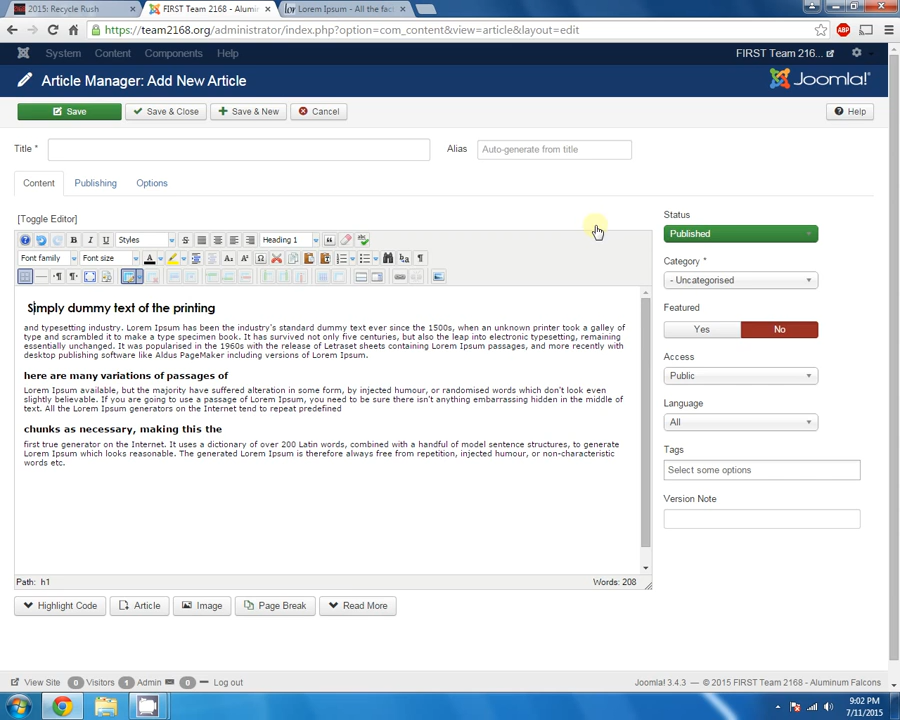 2015: Recycle Rush
FIRST Team 2168 - Alumin
Lorem Ipsum - All the fac
https://team2168.org/administrator/index.php?option=com_content&view=article&layout=edit
ABP
System Content Components Help
FIRST Team 216...
Article Manager: Add New Article
Joomla!®
Save
Save & Close
Save & New
Cancel
Help
Title *
Alias
Auto-generate from title
Content
Publishing
Options
[Toggle Editor]
B I U
Styles
Heading 1
Font family
Font size
Simply dummy text of the printing
and typesetting industry. Lorem Ipsum has been the industry's standard dummy text ever since the 1500s, when an unknown printer took a galley of
type and scrambled it to make a type specimen book. It has survived not only five centuries, but also the leap into electronic typesetting, remaining
essentially unchanged. It was popularised in the 1960s with the release of Letraset sheets containing Lorem Ipsum passages, and more recently with
desktop publishing software like Aldus PageMaker including versions of Lorem Ipsum.
here are many variations of passages of
Lorem Ipsum available, but the majority have suffered alteration in some form, by injected humour, or randomised words which don't look even
slightly believable. If you are going to use a passage of Lorem Ipsum, you need to be sure there isn't anything embarrassing hidden in the middle of
text. All the Lorem Ipsum generators on the Internet tend to repeat predefined
chunks as necessary, making this the
first true generator on the Internet. It uses a dictionary of over 200 Latin words, combined with a handful of model sentence structures, to generate
Lorem Ipsum which looks reasonable. The generated Lorem Ipsum is therefore always free from repetition, injected humour, or non-characteristic
words etc.
Path: h1
Words: 208
Highlight Code
Article
Image
Page Break
Read More
Status
Published
Category *
- Uncategorised
Featured
Yes
No
Access
Public
Language
All
Tags
Select some options
Version Note
View Site 0 Visitors 1 Admin 0 Log out
Joomla! 3.4.3 — © 2015 FIRST Team 2168 - Aluminum Falcons
9:02 PM
7/11/2015